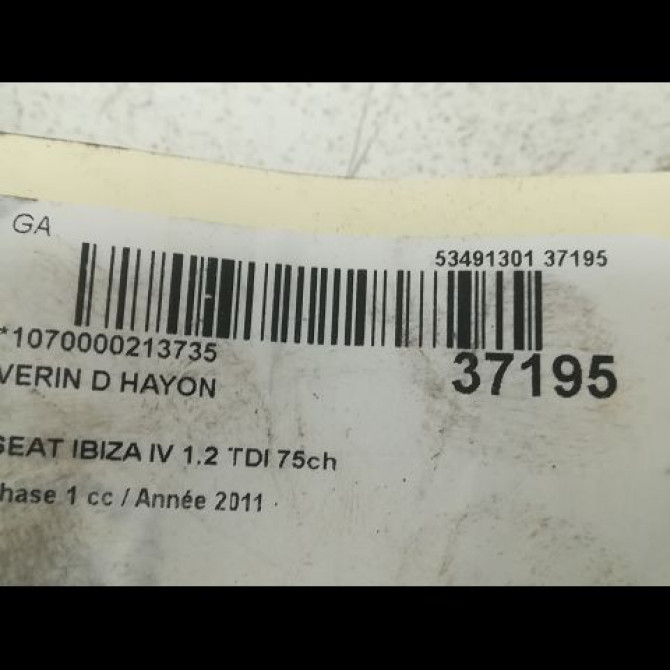 GA
53491301 37195
*1070000213735
37195
VERIN D HAYON
SEAT IBIZA IV 1.2 TDI 75ch
hase 1 cc / Année 2011